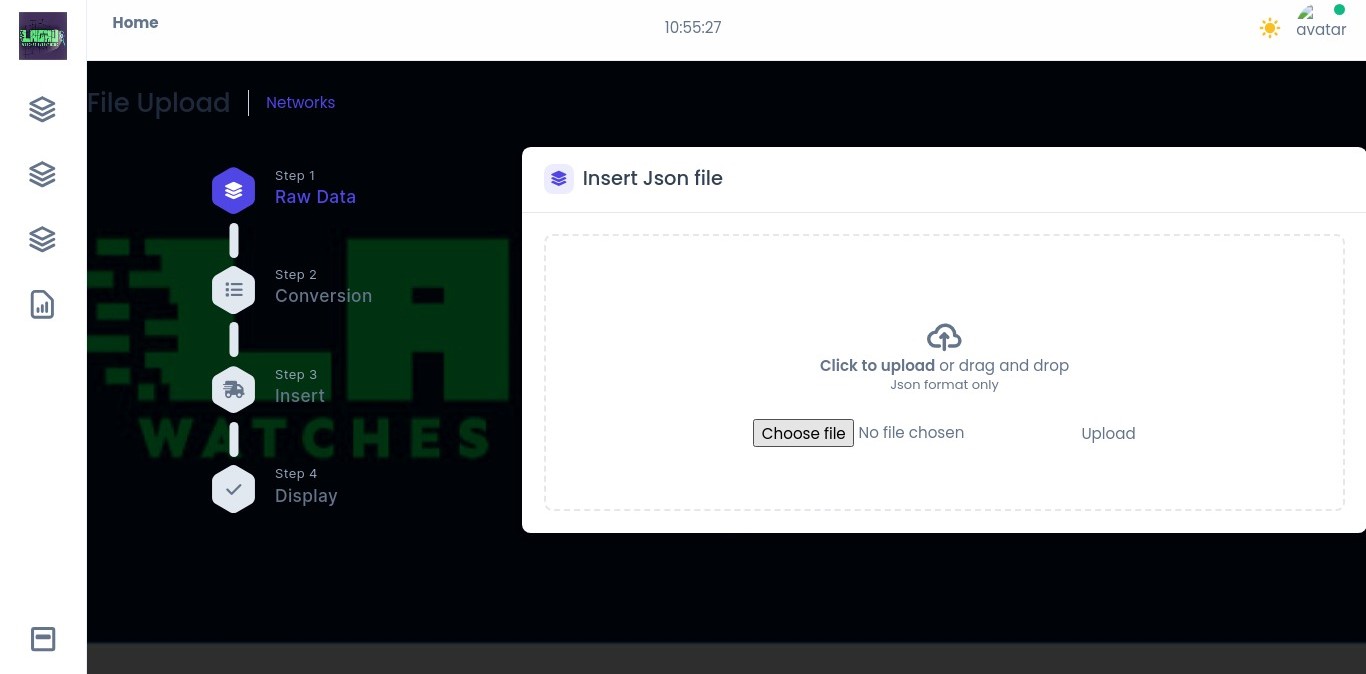 Home
10:55:27
avatar
File Upload
Networks
Step 1
Raw Data
Step 2
Conversion
Step 3
Insert
Step 4
Display
LA
WATCHES
Insert Json file
Click to upload or drag and drop
Json format only
Choose file No file chosen
Upload